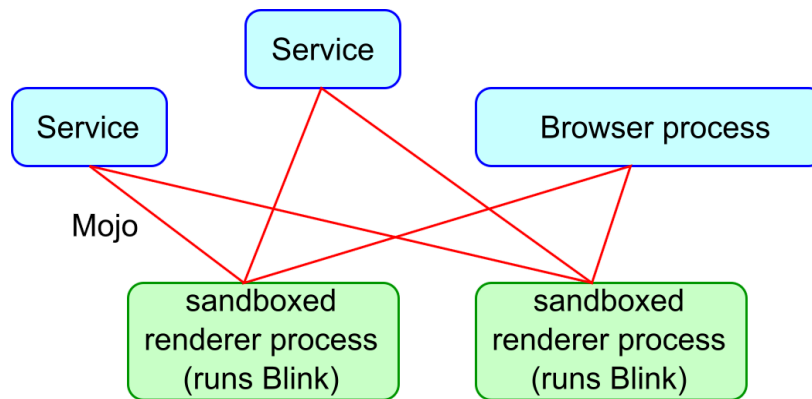 Service
Service
Browser process
Mojo
sandboxed
renderer process
(runs Blink)
sandboxed
renderer process
(runs Blink)